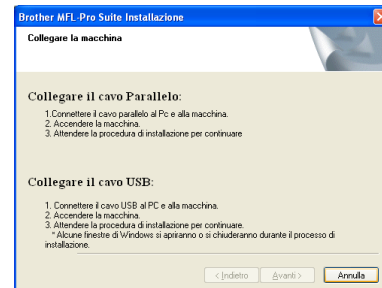 Brother MFL-Pro Suite Installazione
Collegare la macchina
Collegare il cavo Parallelo:
1.Connettere il cavo parallelo al Pc e alla macchina.
2. Accendere la macchina.
3. Attendere la procedura di installazione per continuare
Collegare il cavo USB:
1. Connettere il cavo USB al PC e alla macchina.
2. Accendere la macchina.
3. Attendere la procedura di installazione per continuare.
*Alcune finestre di Windows si apriranno o si chiuderanno durante il processo di
installazione.
< Indietro Avanti > Annulla